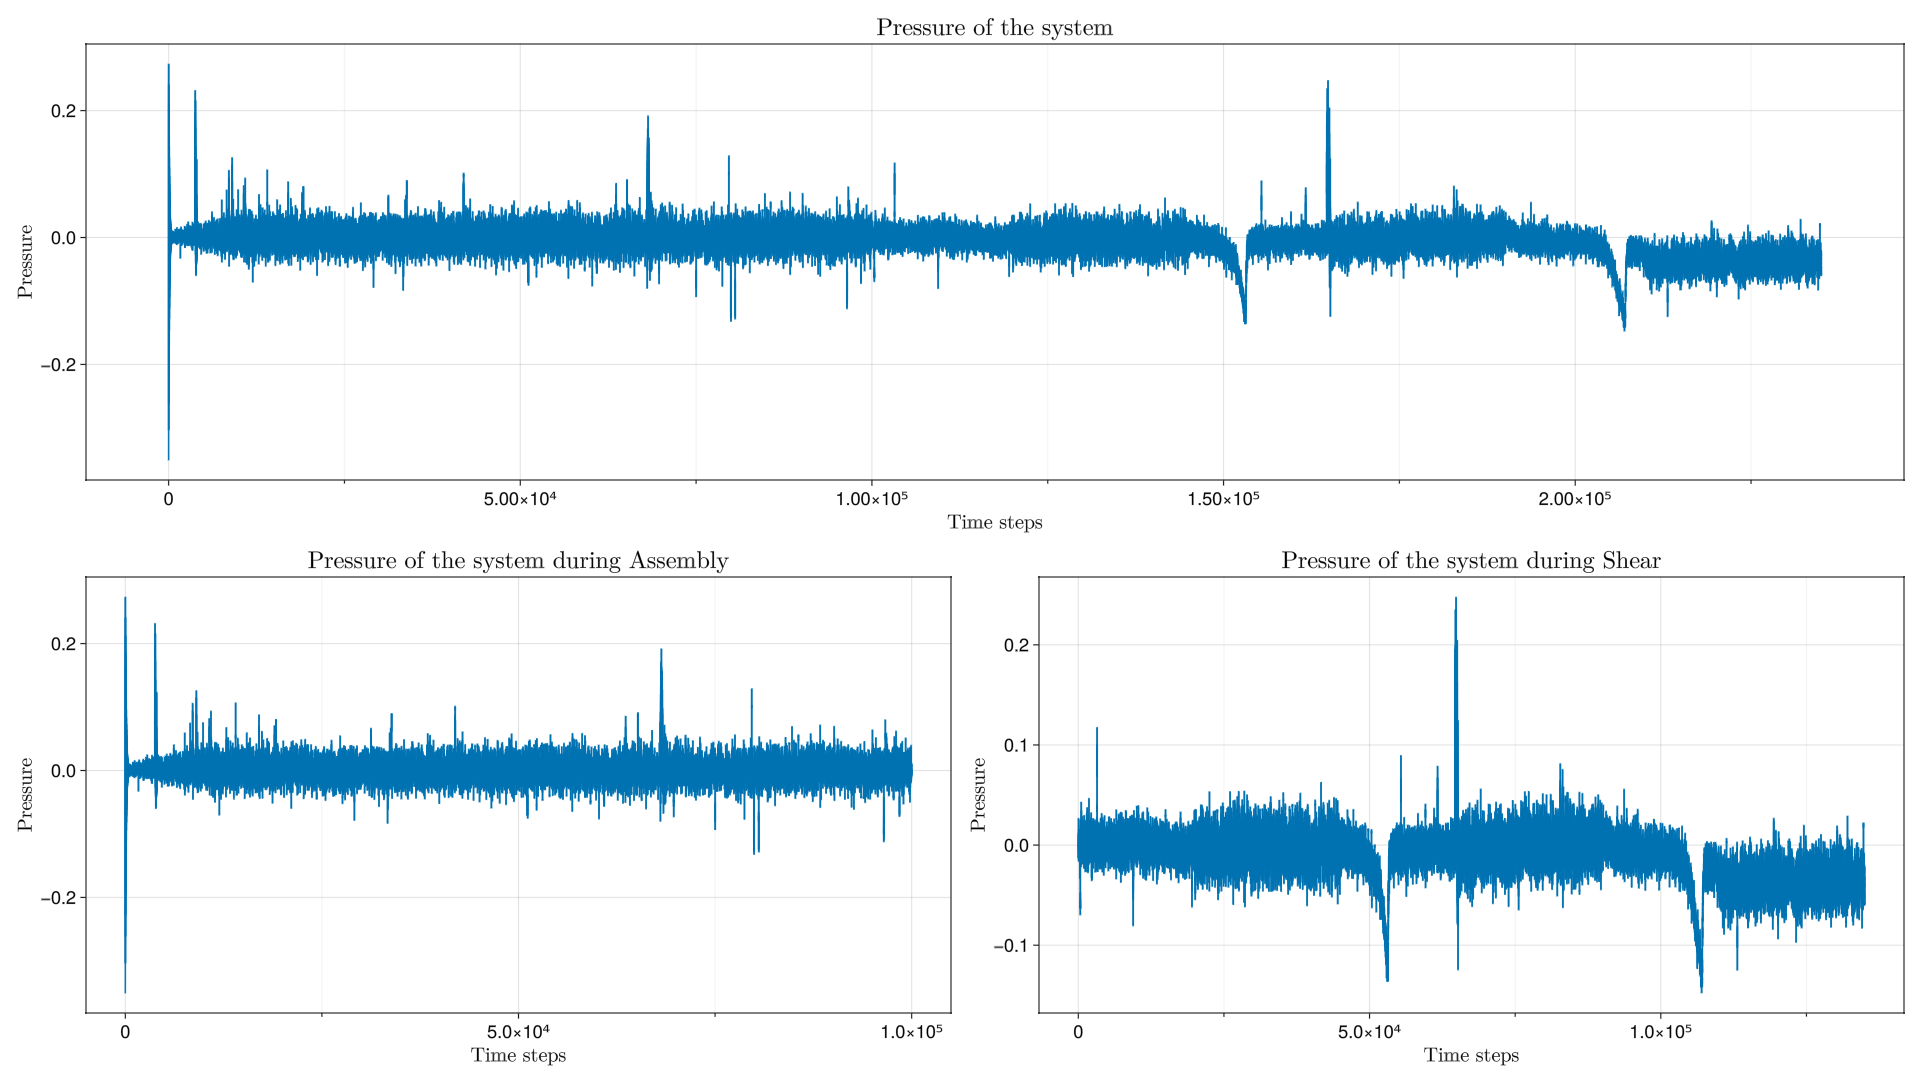 Pressure of the system
Pressure
0.2
0.0
−0.2
0 5.00×10⁴ 1.00×10⁵ 1.50×10⁵ 2.00×10⁵
Time steps
Pressure of the system during Assembly
Pressure
0.2
0.0
−0.2
0 5.0×10⁴ 1.0×10⁵
Time steps
Pressure of the system during Shear
Pressure
0.2
0.1
0.0
−0.1
0 5.0×10⁴ 1.0×10⁵
Time steps